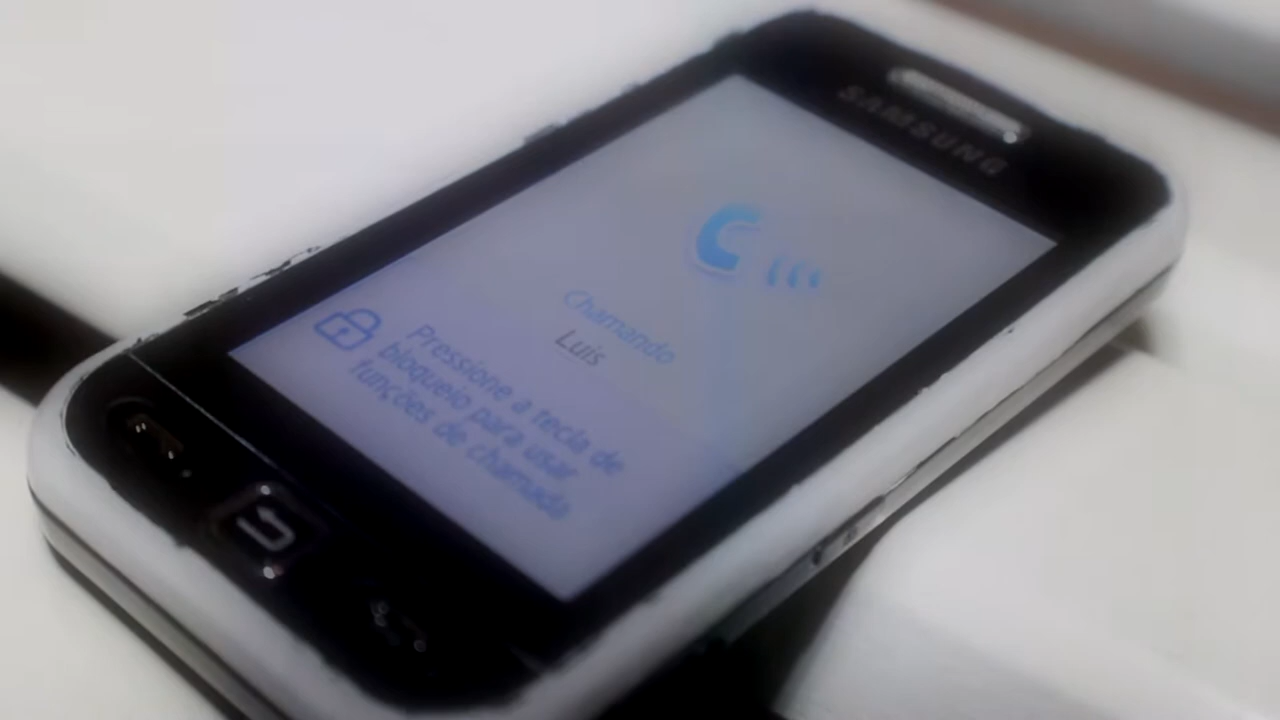 SAMSUNG
Chamando
Luis
Pressione a tecla de
bloqueio para usar
funções de chamada